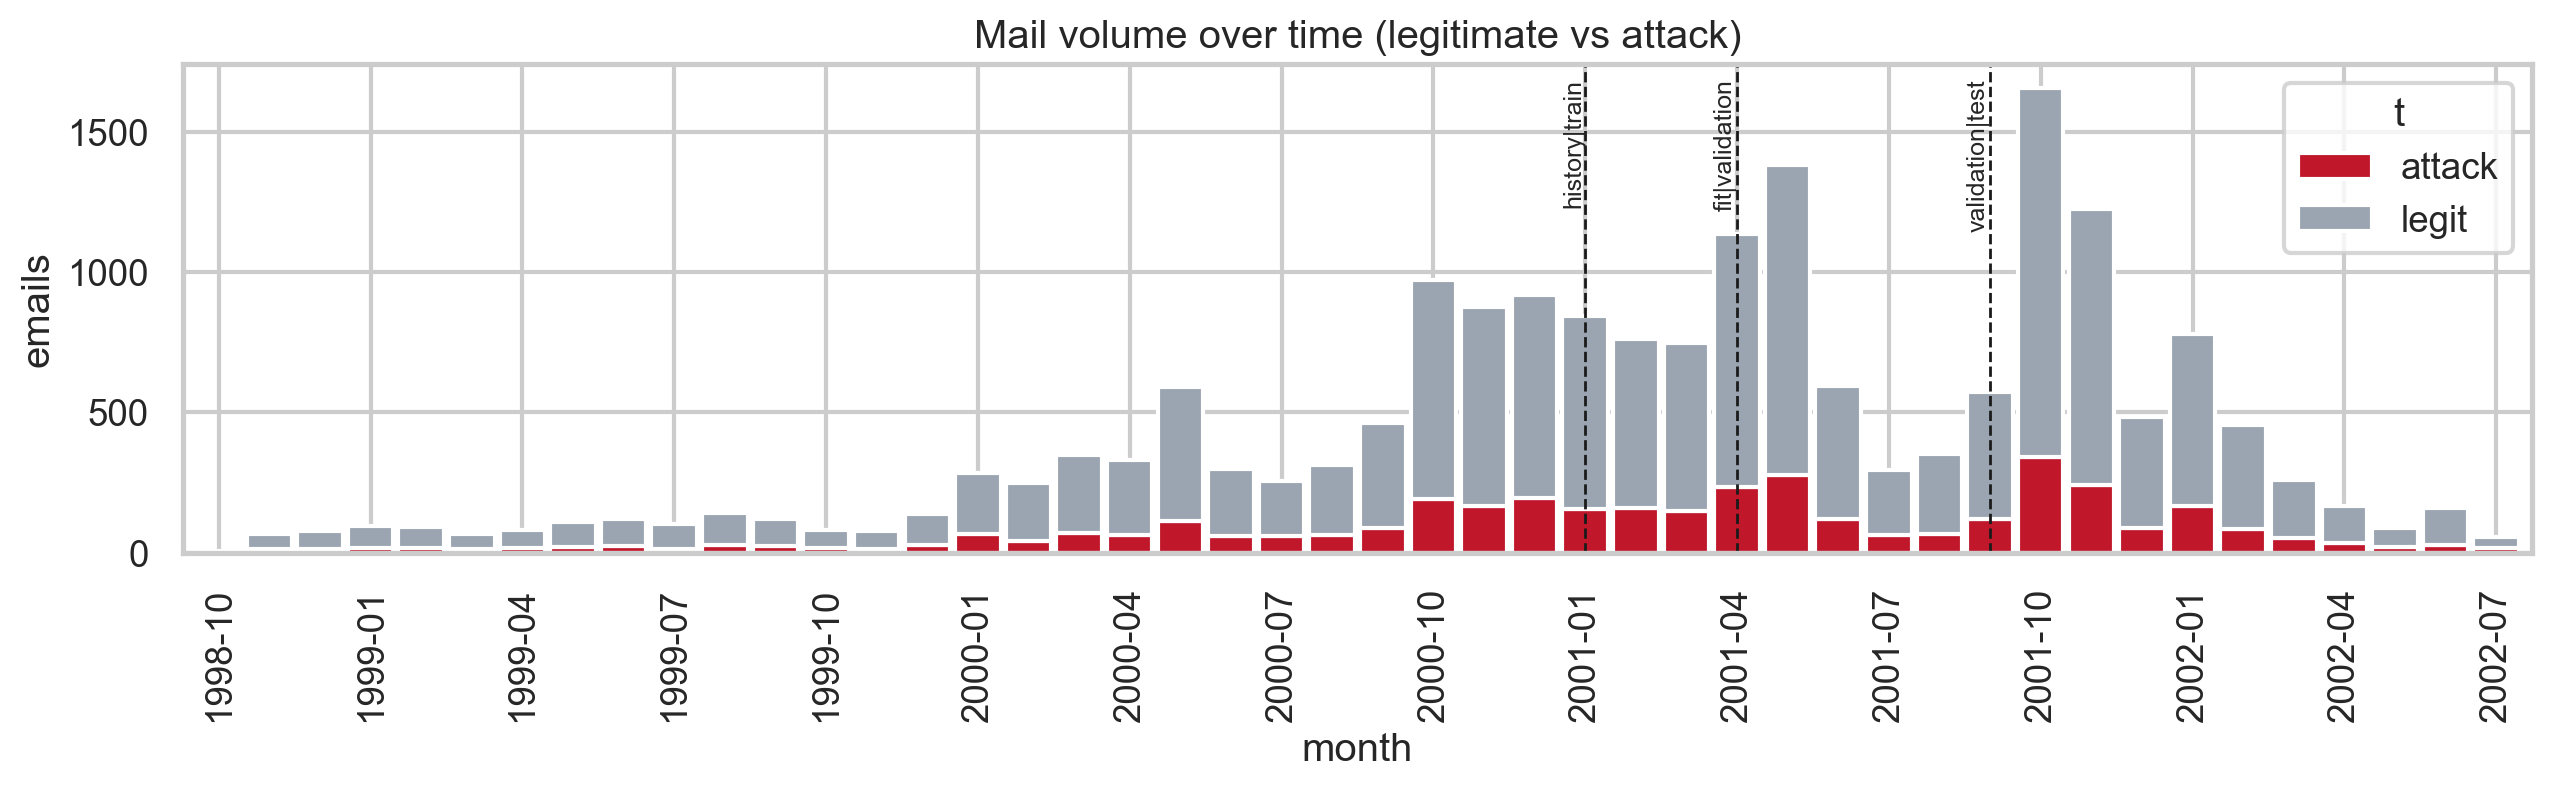 Mail volume over time (legitimate vs attack)
emails
1500
1000
500
0
history|train
fit|validation
validation|test
t
attack
legit
1998-10
1999-01
1999-04
1999-07
1999-10
2000-01
2000-04
2000-07
2000-10
2001-01
2001-04
2001-07
2001-10
2002-01
2002-04
2002-07
month